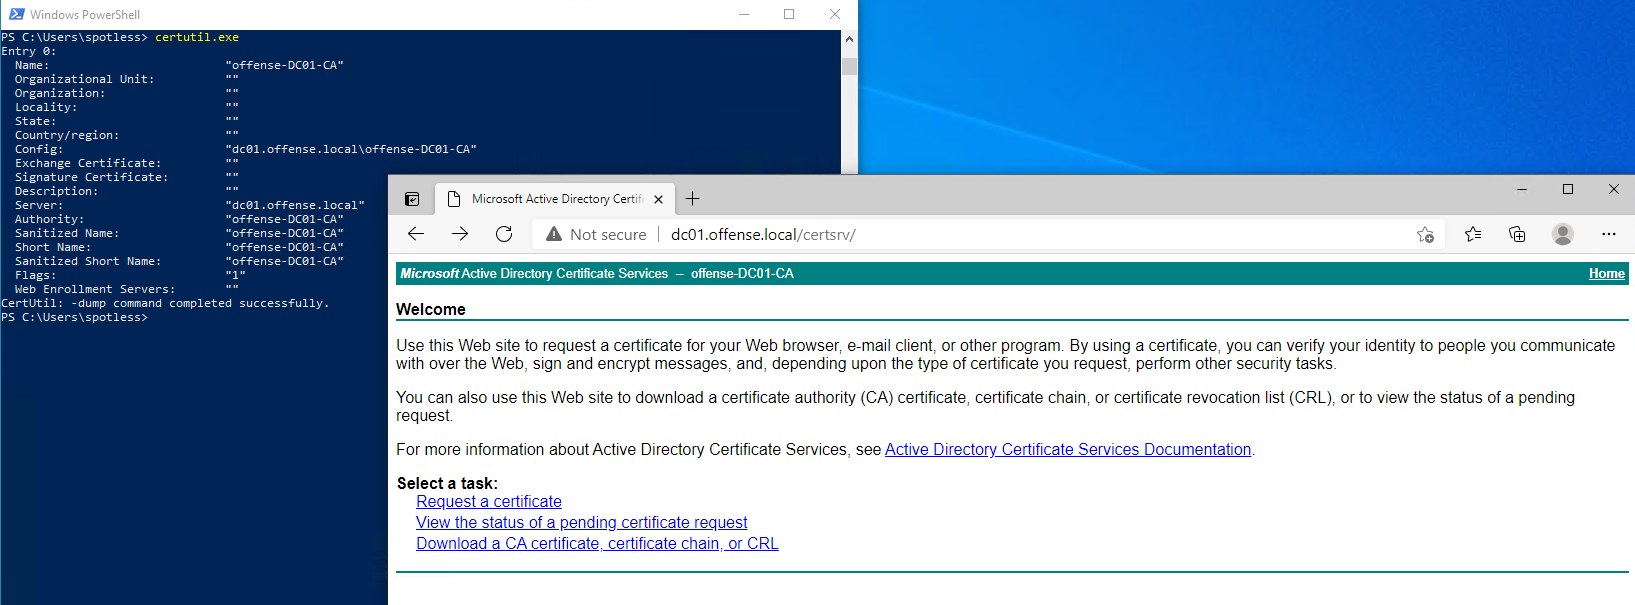 Windows PowerShell
PS C:\Users\spotless> certutil.exe
Entry 0:
Name: "offense-DC01-CA"
Organizational Unit: ""
Organization: ""
Locality: ""
State: ""
Country/region: ""
Config: "dc01.offense.local\offense-DC01-CA"
Exchange Certificate: ""
Signature Certificate: ""
Description: ""
Server: "dc01.offense.local"
Authority: "offense-DC01-CA"
Sanitized Name: "offense-DC01-CA"
Short Name: "offense-DC01-CA"
Sanitized Short Name: "offense-DC01-CA"
Flags: "1"
Web Enrollment Servers: ""
CertUtil: -dump command completed successfully.
PS C:\Users\spotless>
Microsoft Active Directory Certif
Not secure | dc01.offense.local/certsrv/
Microsoft Active Directory Certificate Services -- offense-DC01-CA Home
Welcome
Use this Web site to request a certificate for your Web browser, e-mail client, or other program. By using a certificate, you can verify your identity to people you communicate
with over the Web, sign and encrypt messages, and, depending upon the type of certificate you request, perform other security tasks.
You can also use this Web site to download a certificate authority (CA) certificate, certificate chain, or certificate revocation list (CRL), or to view the status of a pending
request.
For more information about Active Directory Certificate Services, see Active Directory Certificate Services Documentation.
Select a task:
Request a certificate
View the status of a pending certificate request
Download a CA certificate, certificate chain, or CRL